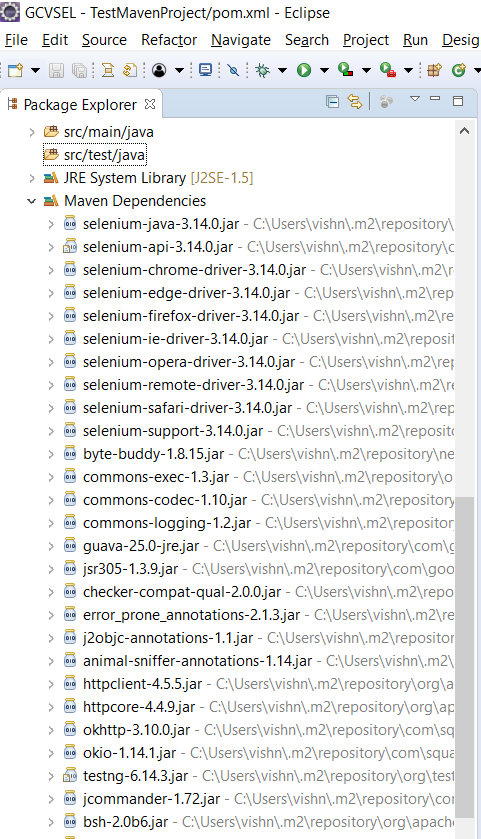 GCVSEL - TestMavenProject/pom.xml - Eclipse
File Edit Source Refactor Navigate Search Project Run Desig
Package Explorer
src/main/java
src/test/java
JRE System Library [J2SE-1.5]
Maven Dependencies
selenium-java-3.14.0.jar - C:\Users\vishn\.m2\repository\
selenium-api-3.14.0.jar - C:\Users\vishn\.m2\repository\o
selenium-chrome-driver-3.14.0.jar - C:\Users\vishn\.m2\r
selenium-edge-driver-3.14.0.jar - C:\Users\vishn\.m2\rep
selenium-firefox-driver-3.14.0.jar - C:\Users\vishn\.m2\re
selenium-ie-driver-3.14.0.jar - C:\Users\vishn\.m2\reposit
selenium-opera-driver-3.14.0.jar - C:\Users\vishn\.m2\rep
selenium-remote-driver-3.14.0.jar - C:\Users\vishn\.m2\re
selenium-safari-driver-3.14.0.jar - C:\Users\vishn\.m2\rep
selenium-support-3.14.0.jar - C:\Users\vishn\.m2\reposit
byte-buddy-1.8.15.jar - C:\Users\vishn\.m2\repository\ne
commons-exec-1.3.jar - C:\Users\vishn\.m2\repository\o
commons-codec-1.10.jar - C:\Users\vishn\.m2\repository
commons-logging-1.2.jar - C:\Users\vishn\.m2\repository
guava-25.0-jre.jar - C:\Users\vishn\.m2\repository\com\g
jsr305-1.3.9.jar - C:\Users\vishn\.m2\repository\com\goo
checker-compat-qual-2.0.0.jar - C:\Users\vishn\.m2\repo
error_prone_annotations-2.1.3.jar - C:\Users\vishn\.m2\re
j2objc-annotations-1.1.jar - C:\Users\vishn\.m2\repositor
animal-sniffer-annotations-1.14.jar - C:\Users\vishn\.m2\
httpclient-4.5.5.jar - C:\Users\vishn\.m2\repository\org\a
httpcore-4.4.9.jar - C:\Users\vishn\.m2\repository\org\ap
okhttp-3.10.0.jar - C:\Users\vishn\.m2\repository\com\sq
okio-1.14.1.jar - C:\Users\vishn\.m2\repository\com\squa
testng-6.14.3.jar - C:\Users\vishn\.m2\repository\org\test
jcommander-1.72.jar - C:\Users\vishn\.m2\repository\cor
bsh-2.0b6.jar - C:\Users\vishn\.m2\repository\org\apache